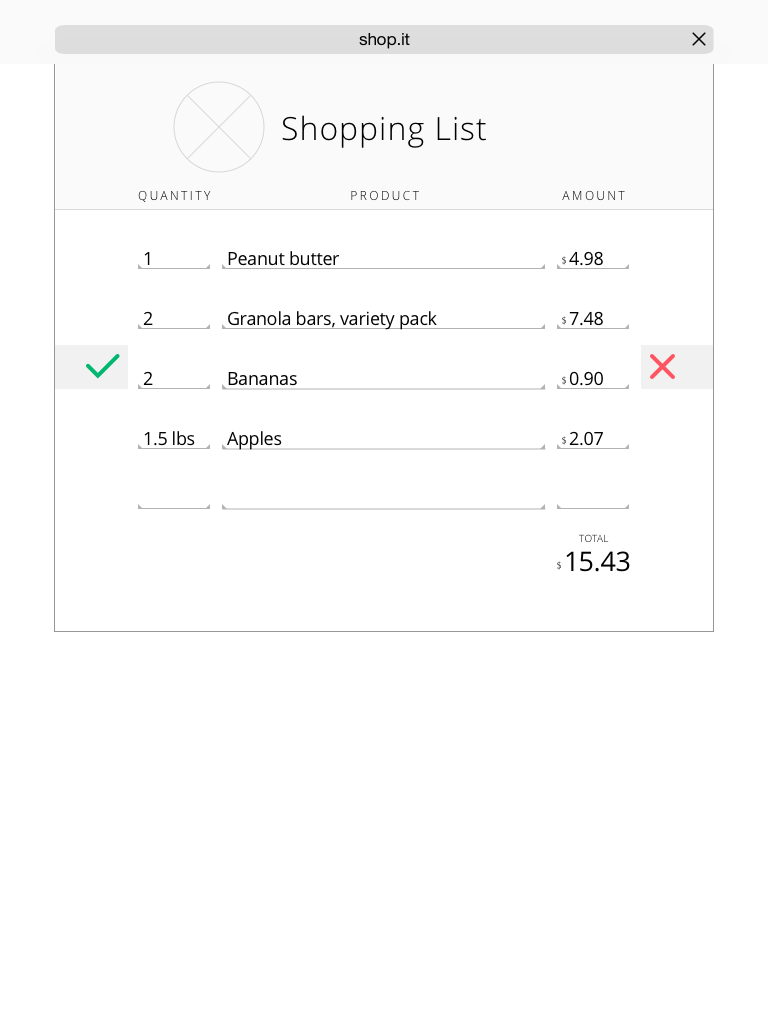 shop.it
Shopping List
QUANTITY PRODUCT AMOUNT
1 Peanut butter $4.98
2 Granola bars, variety pack $7.48
2 Bananas $0.90
1.5 lbs Apples $2.07
TOTAL
$15.43